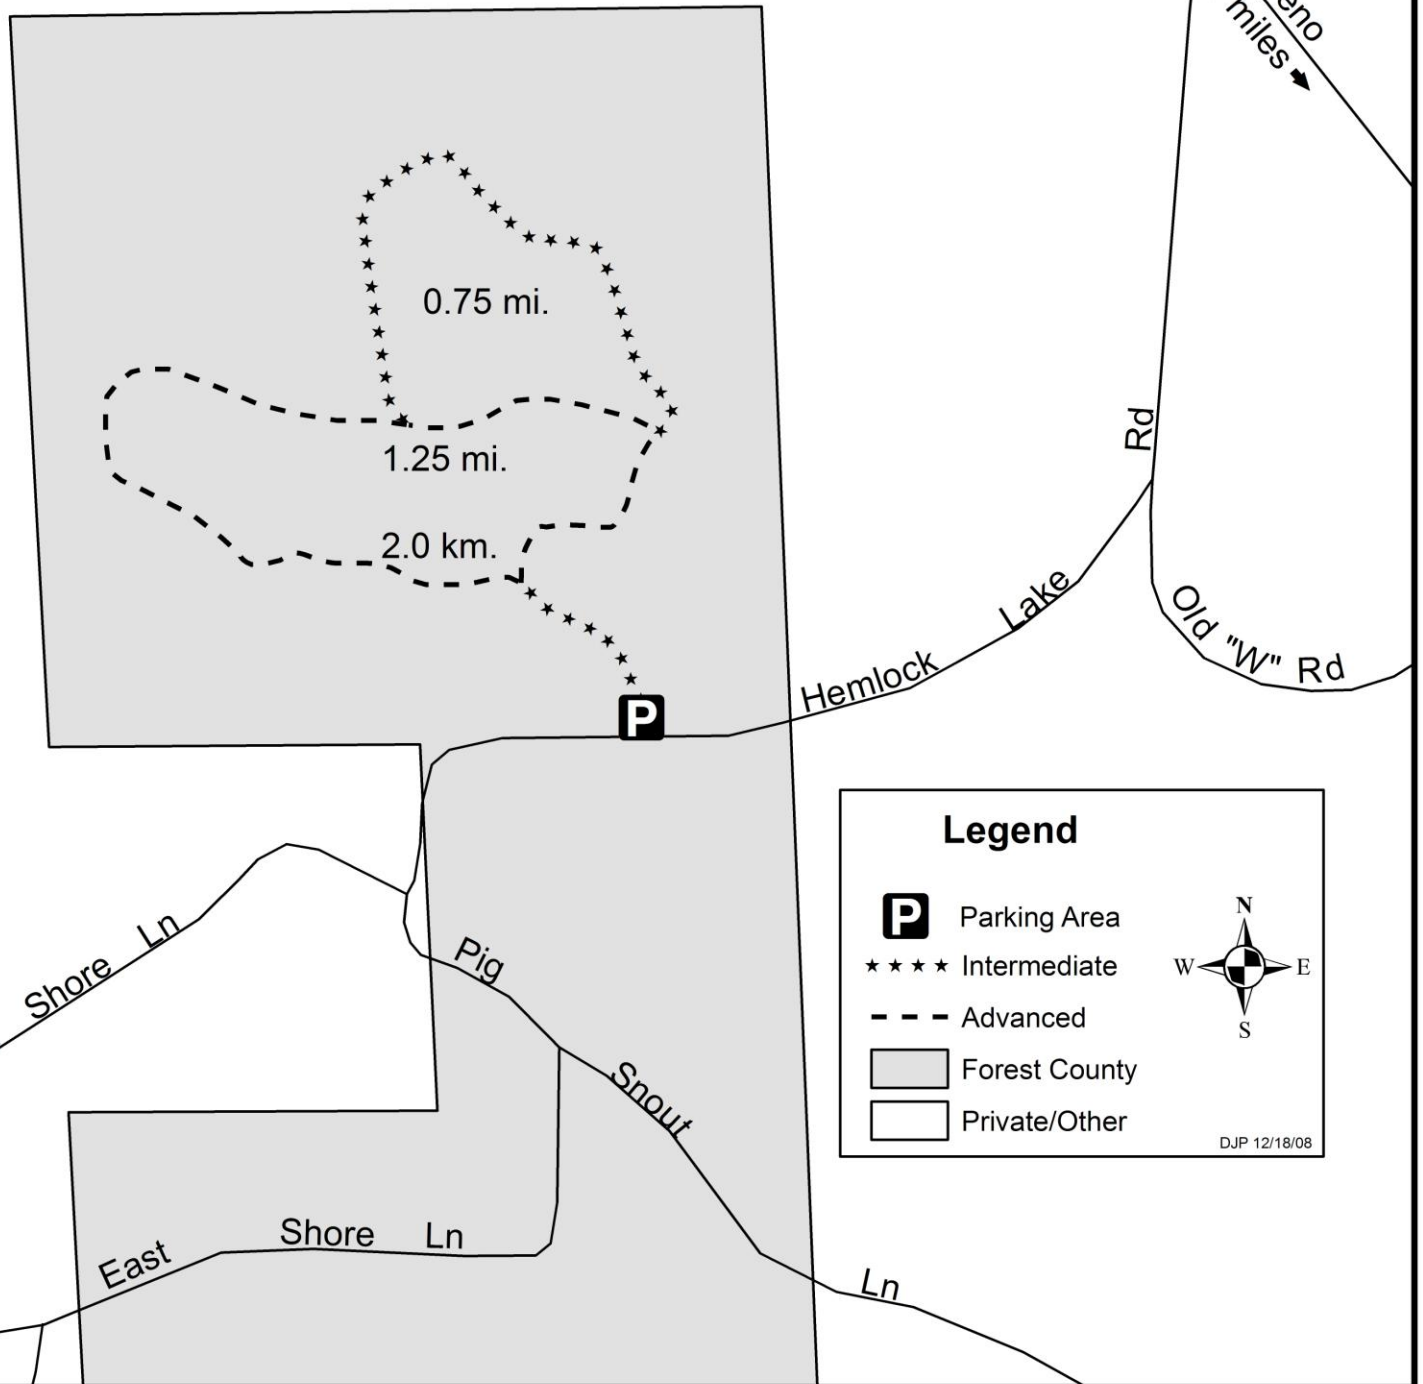 eno
miles
0.75 mi.
1.25 mi.
2.0 km.
Rd
Hemlock Lake
Old "W" Rd
P
Shore Ln
Pig Snout Ln
East Shore Ln
Legend
P Parking Area
Intermediate
Advanced
Forest County
Private/Other
N
W E
S
DJP 12/18/08